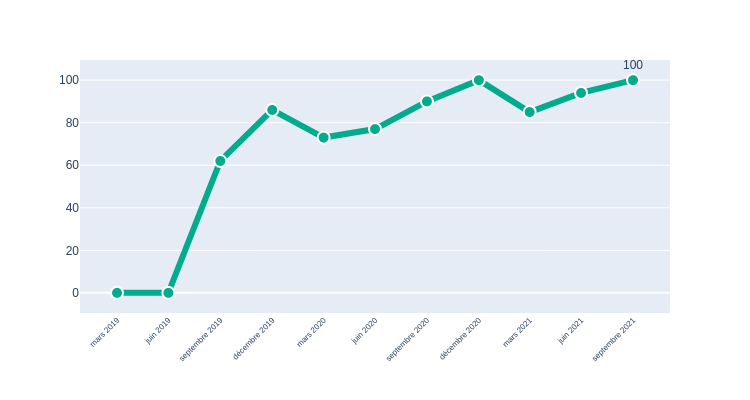 100
100
80
60
40
20
0
mars 2019
juin 2019
septembre 2019
décembre 2019
mars 2020
juin 2020
septembre 2020
décembre 2020
mars 2021
juin 2021
septembre 2021